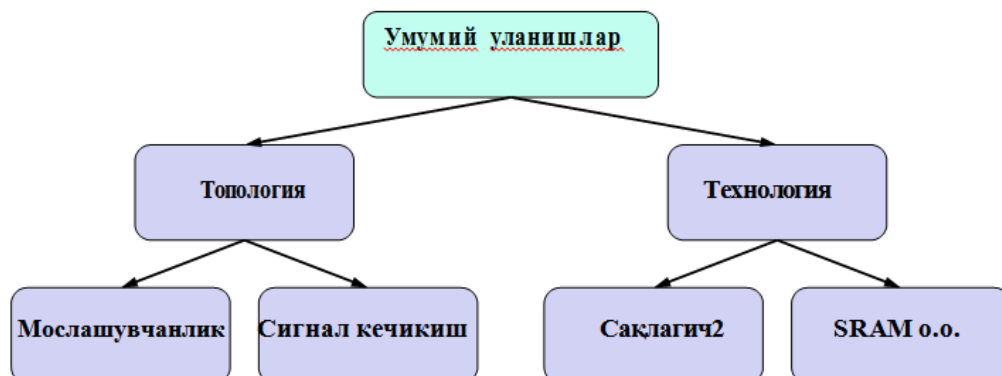 Умумий уланишлар
Топология
Технология
Мослашувчанлик
Сигнал кечикиш
Сақлагич2
SRAM о.о.